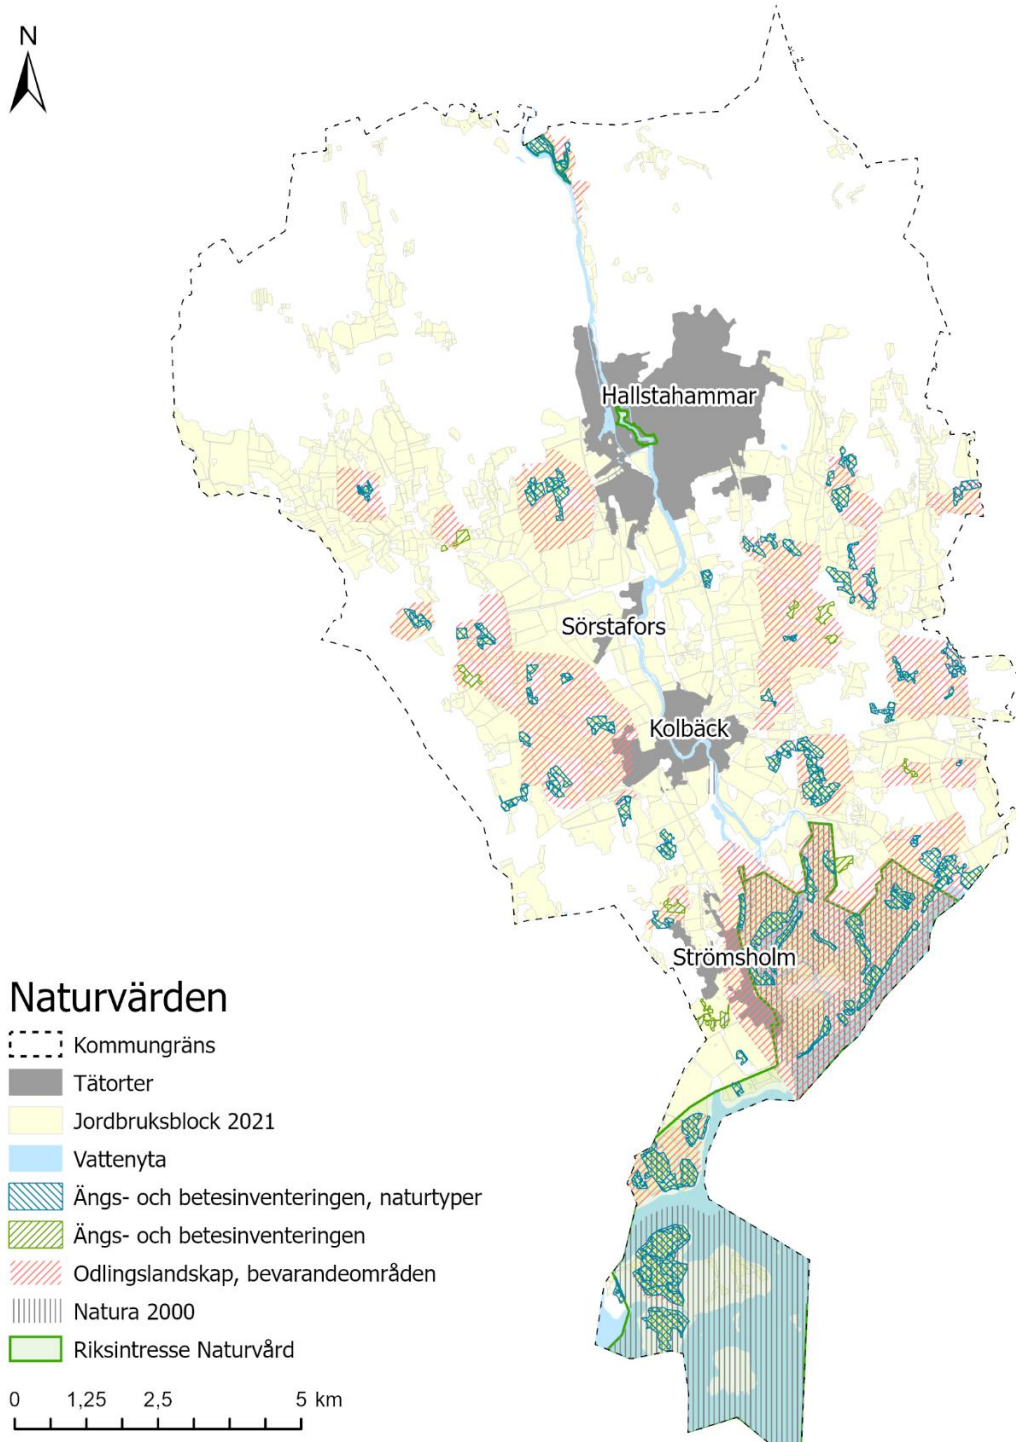 N
Hallstahammar
Sörstafors
Kolbäck
Strömsholm
Naturvärden
Kommungräns
Tätorter
Jordbruksblock 2021
Vattenyta
Ängs- och betesinventeringen, naturtyper
Ängs- och betesinventeringen
Odlingslandskap, bevarandeområden
Natura 2000
Riksintresse Naturvård
0 1,25 2,5 5 km